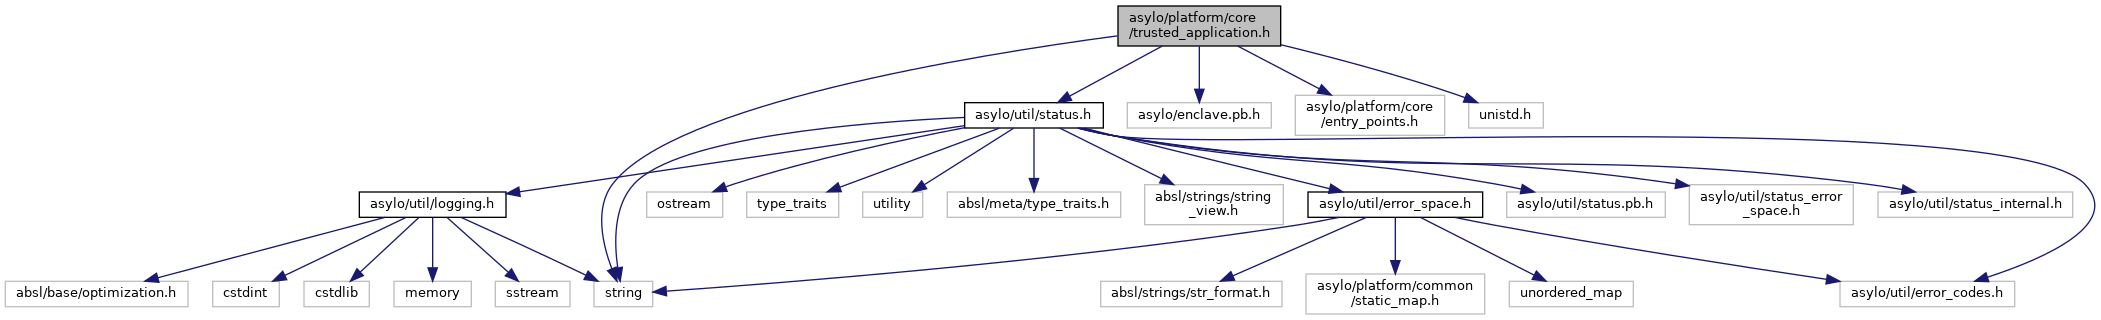 asylo/platform/core
/trusted_application.h
asylo/util/status.h
asylo/enclave.pb.h
asylo/platform/core
/entry_points.h
unistd.h
asylo/util/logging.h
ostream
type_traits
utility
absl/meta/type_traits.h
absl/strings/string
_view.h
asylo/util/error_space.h
asylo/util/status.pb.h
asylo/util/status_error
_space.h
asylo/util/status_internal.h
absl/base/optimization.h
cstdint
cstdlib
memory
sstream
string
absl/strings/str_format.h
asylo/platform/common
/static_map.h
unordered_map
asylo/util/error_codes.h